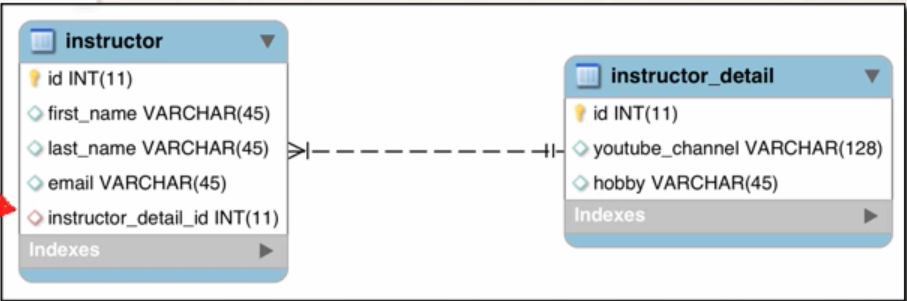 instructor
id INT(11)
first_name VARCHAR(45)
last_name VARCHAR(45)
email VARCHAR(45)
instructor_detail_id INT(11)
Indexes
instructor_detail
id INT(11)
youtube_channel VARCHAR(128)
hobby VARCHAR(45)
Indexes